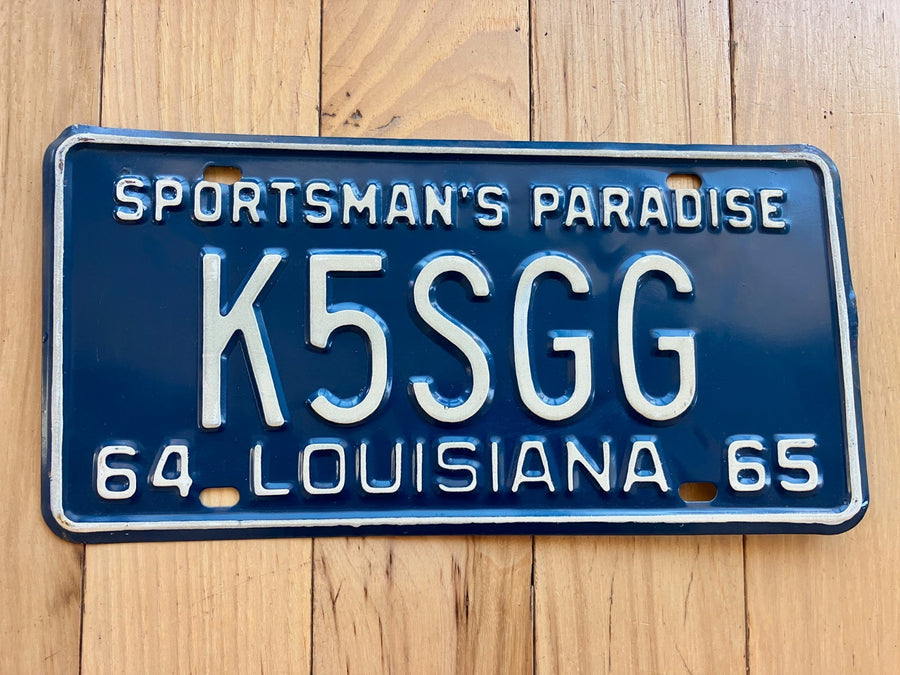 SPORTSMAN'S PARADISE
K5SGG
64 LOUISIANA 65